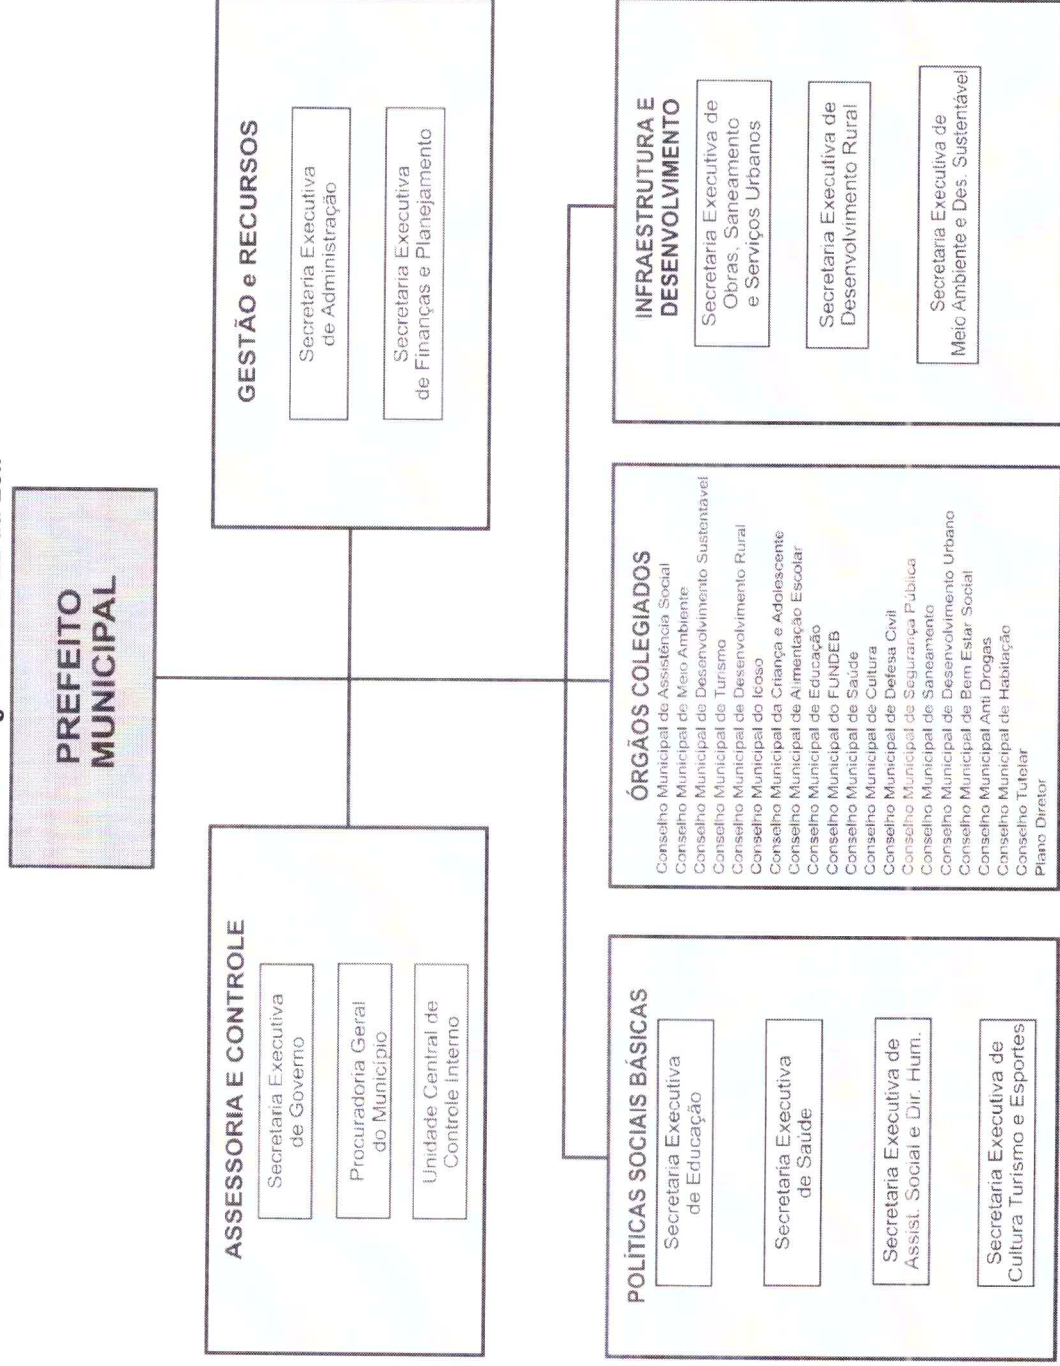 PREFEITO
MUNICIPAL
ASSESSORIA E CONTROLE
Secretaria Executiva
de Governo
Procuradoria Geral
do Município
Unidade Central de
Controle Interno
GESTÃO e RECURSOS
Secretaria Executiva
de Administração
Secretaria Executiva
de Finanças e Planejamento
POLÍTICAS SOCIAIS BÁSICAS
Secretaria Executiva
de Educação
Secretaria Executiva
de Saúde
Secretaria Executiva de
Assist. Social e Dir. Hum.
Secretaria Executiva de
Cultura Turismo e Esportes
ÓRGÃOS COLEGIADOS
Conselho Municipal de Assistência Social
Conselho Municipal de Meio Ambiente
Conselho Municipal de Desenvolvimento Sustentável
Conselho Municipal de Turismo
Conselho Municipal de Desenvolvimento Rural
Conselho Municipal do Icoso
Conselho Municipal da Criança e Adolescente
Conselho Municipal de Alimentação Escolar
Conselho Municipal de Educação
Conselho Municipal do FUNDEB
Conselho Municipal de Saúde
Conselho Municipal de Cultura
Conselho Municipal de Defesa Civil
Conselho Municipal de Segurança Pública
Conselho Municipal de Saneamento
Conselho Municipal de Desenvolvimento Urbano
Conselho Municipal de Bem Estar Social
Conselho Municipal Anti Drogas
Conselho Municipal de Habitação
Conselho Tutelar
Plano Diretor
INFRAESTRUTURA E
DESENVOLVIMENTO
Secretaria Executiva de
Obras, Saneamento
e Serviços Urbanos
Secretaria Executiva de
Desenvolvimento Rural
Secretaria Executiva de
Meio Ambiente e Des. Sustentável